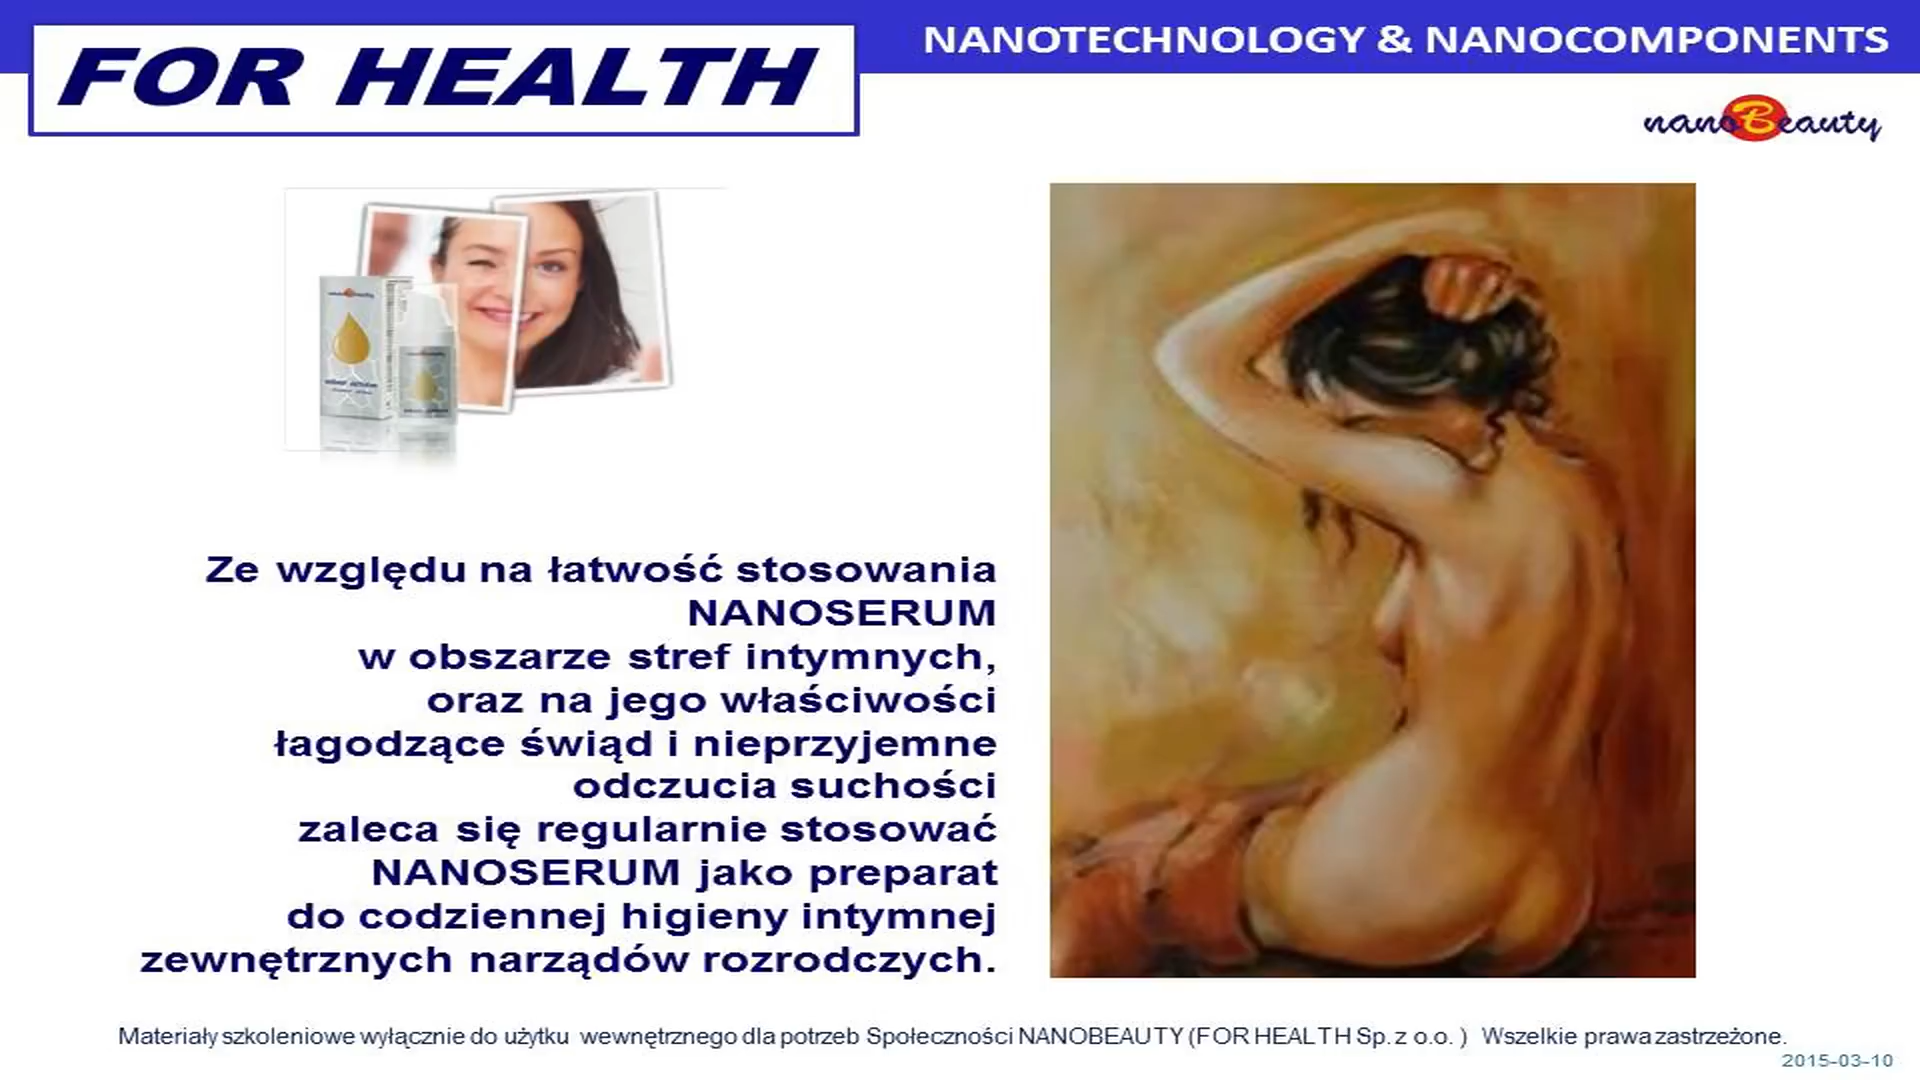 FOR HEALTH
NANOTECHNOLOGY & NANOCOMPONENTS
nanoBeauty
Ze względu na łatwość stosowania
NANOSERUM
w obszarze stref intymnych,
oraz na jego właściwości
łagodzące świąd i nieprzyjemne
odczucia suchości
zaleca się regularnie stosować
NANOSERUM jako preparat
do codziennej higieny intymnej
zewnętrznych narządów rozrodczych.
Materiały szkoleniowe wyłącznie do użytku wewnętrznego dla potrzeb Społeczności NANOBEAUTY (FOR HEALTH Sp. z o.o. ) Wszelkie prawa zastrzeżone.
2015-03-10